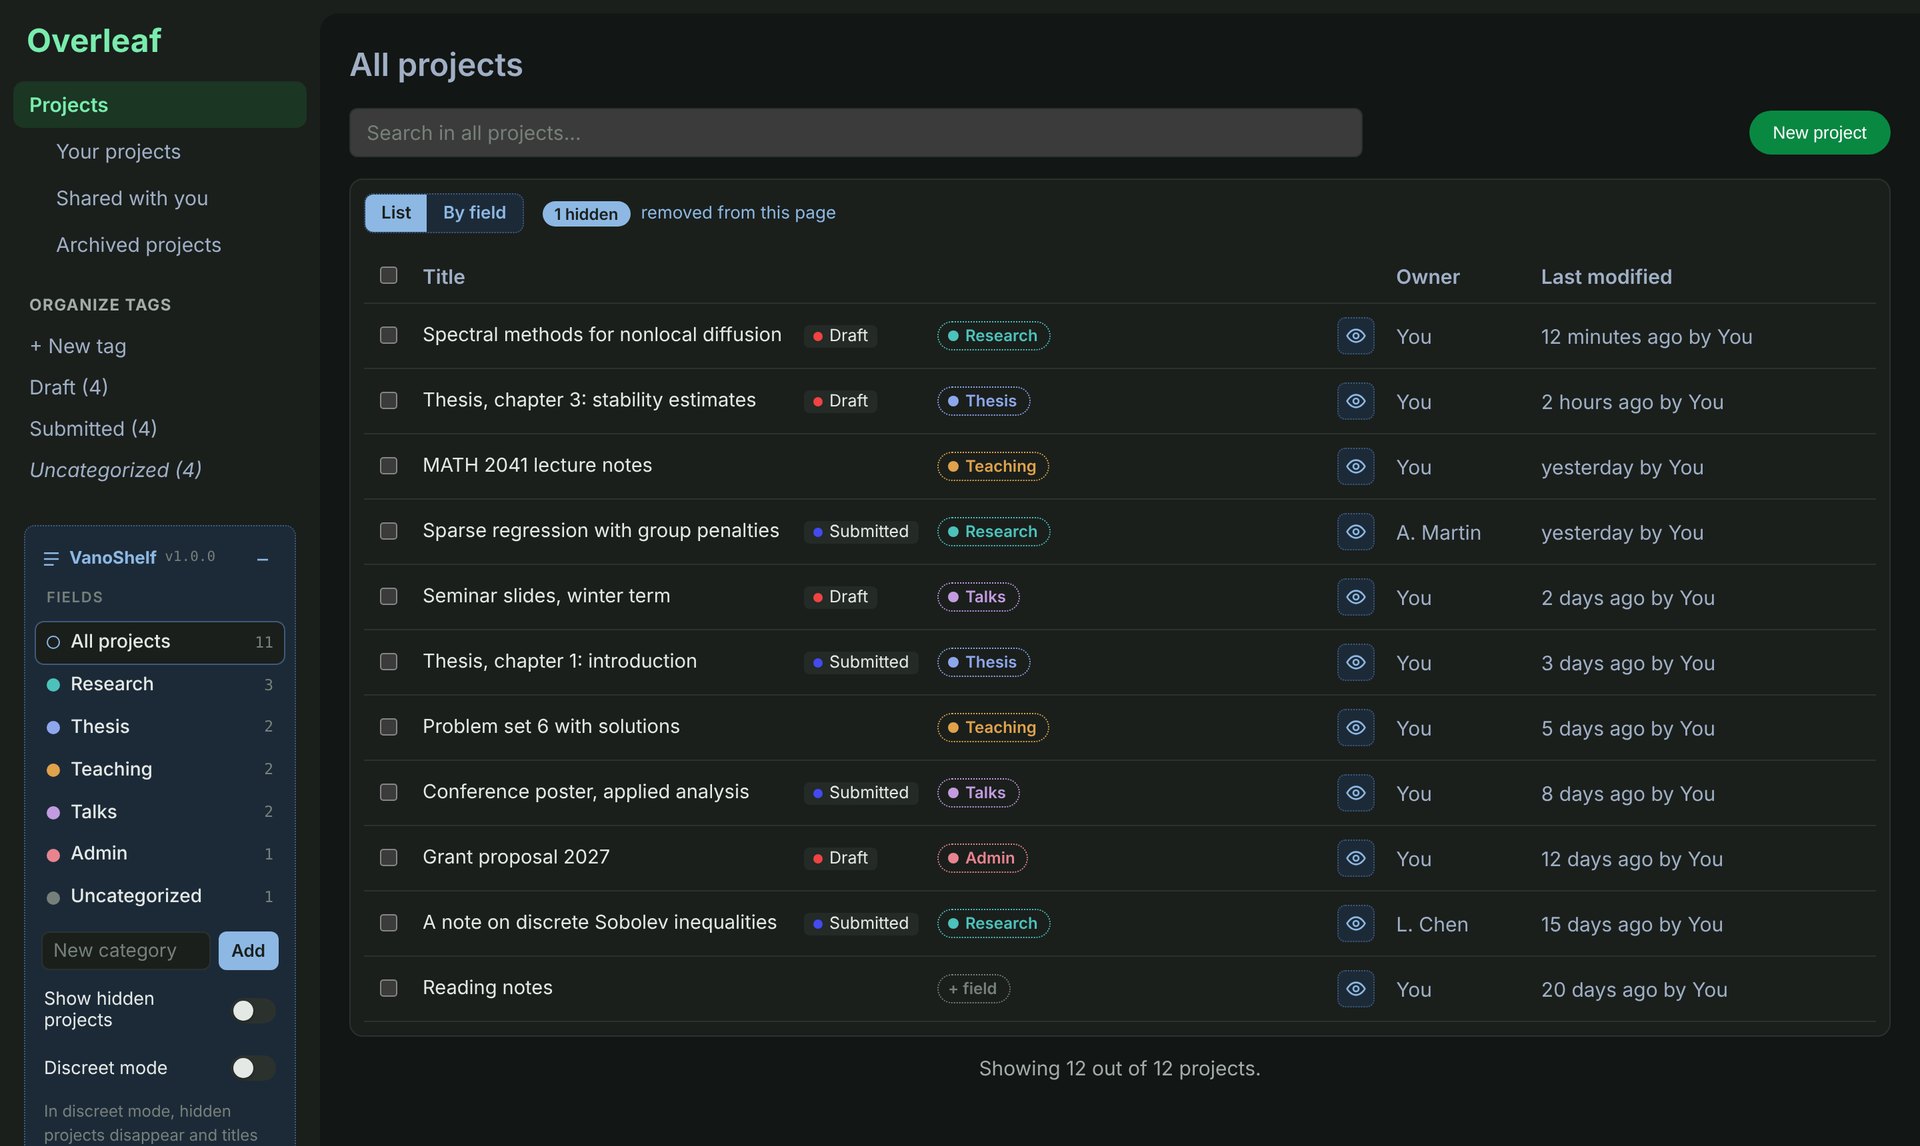 Overleaf
Projects
Your projects
Shared with you
Archived projects
ORGANIZE TAGS
+ New tag
Draft (4)
Submitted (4)
Uncategorized (4)
VanoShelf v1.0.0 –
FIELDS
All projects 11
Research 3
Thesis 2
Teaching 2
Talks 2
Admin 1
Uncategorized 1
New category Add
Show hidden
projects
Discreet mode
In discreet mode, hidden
projects disappear and titles
All projects
Search in all projects...
New project
List By field 1 hidden removed from this page
Title Owner Last modified
Spectral methods for nonlocal diffusion Draft Research You 12 minutes ago by You
Thesis, chapter 3: stability estimates Draft Thesis You 2 hours ago by You
MATH 2041 lecture notes Teaching You yesterday by You
Sparse regression with group penalties Submitted Research A. Martin yesterday by You
Seminar slides, winter term Draft Talks You 2 days ago by You
Thesis, chapter 1: introduction Submitted Thesis You 3 days ago by You
Problem set 6 with solutions Teaching You 5 days ago by You
Conference poster, applied analysis Submitted Talks You 8 days ago by You
Grant proposal 2027 Draft Admin You 12 days ago by You
A note on discrete Sobolev inequalities Submitted Research L. Chen 15 days ago by You
Reading notes + field You 20 days ago by You
Showing 12 out of 12 projects.